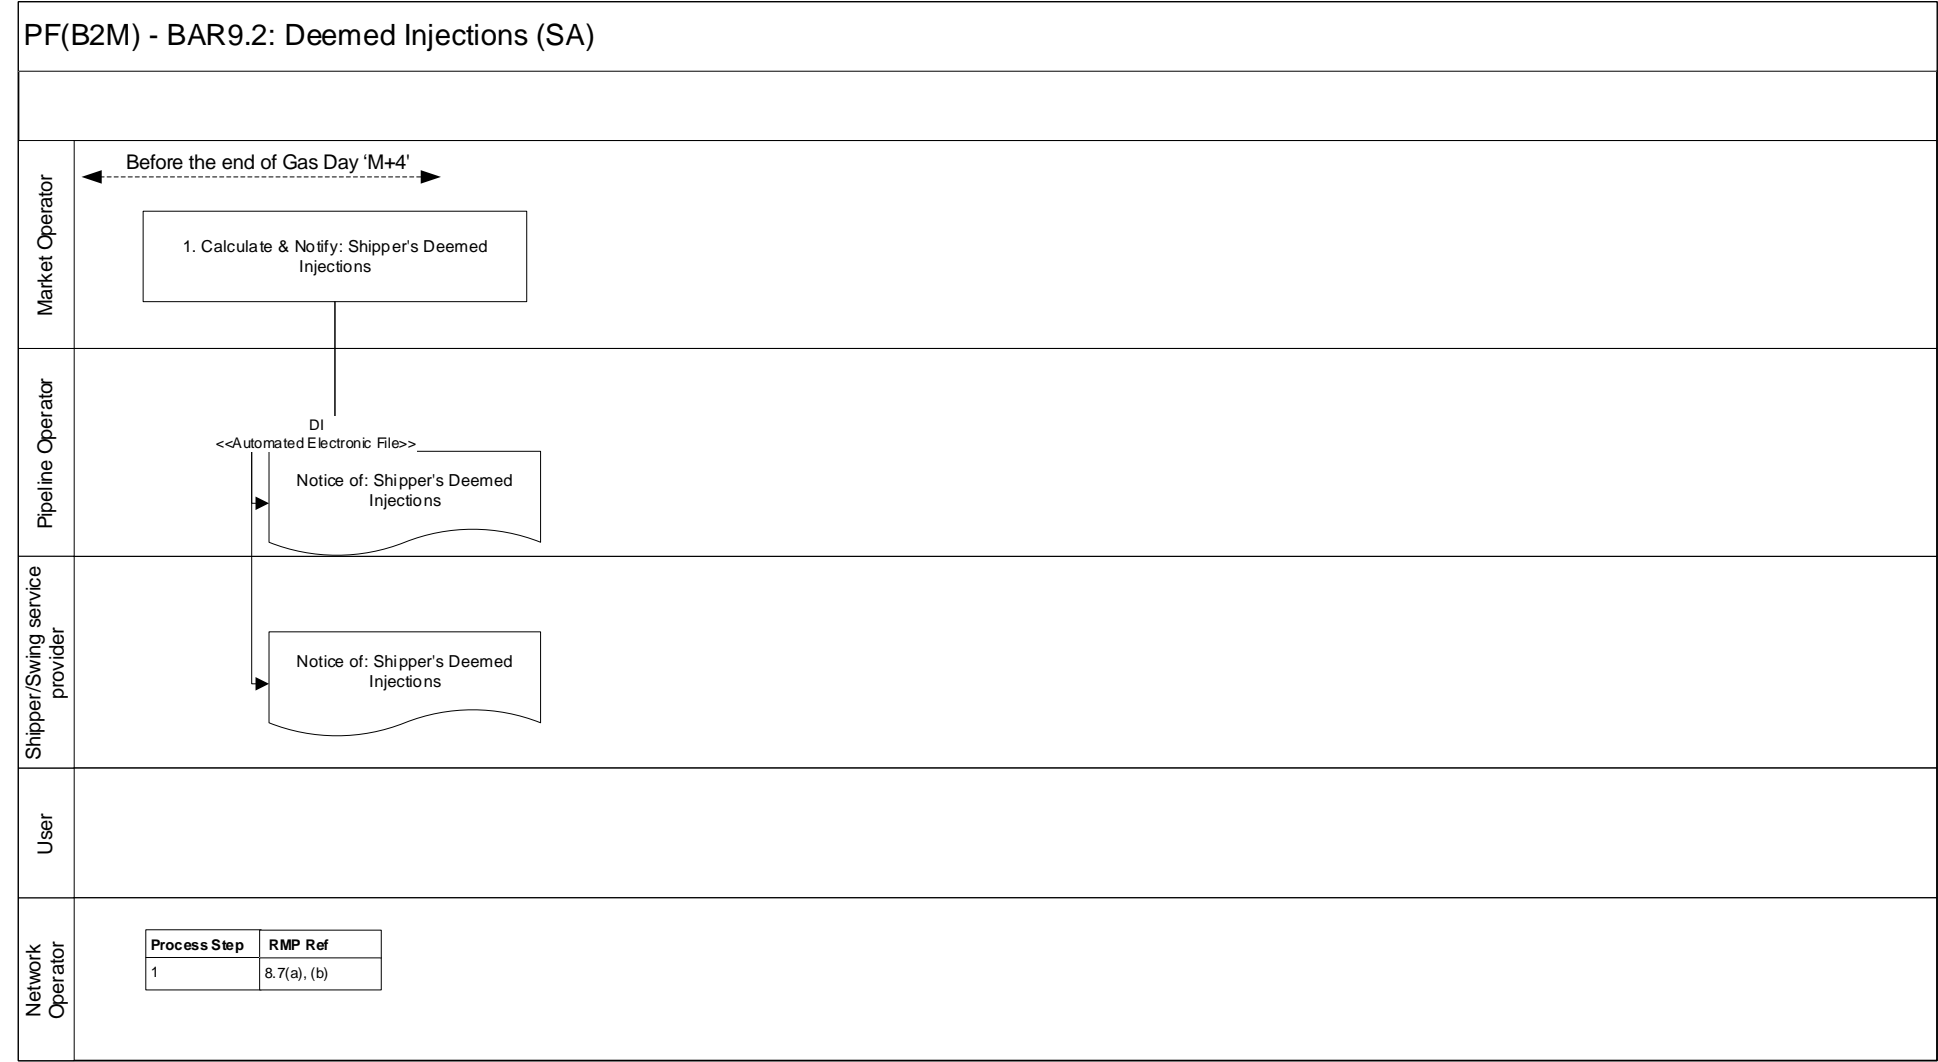 PF(B2M) - BAR9.2: Deemed Injections (SA)
Market Operator
Before the end of Gas Day ‘M+4'
1. Calculate & Notify: Shipper's Deemed
Injections
Pipeline Operator
DI
<<Automated Electronic File>>
Notice of: Shipper's Deemed
Injections
Shipper/Swing service
provider
Notice of: Shipper's Deemed
Injections
User
Network
Operator
Process Step RMP Ref
1 8.7(a), (b)